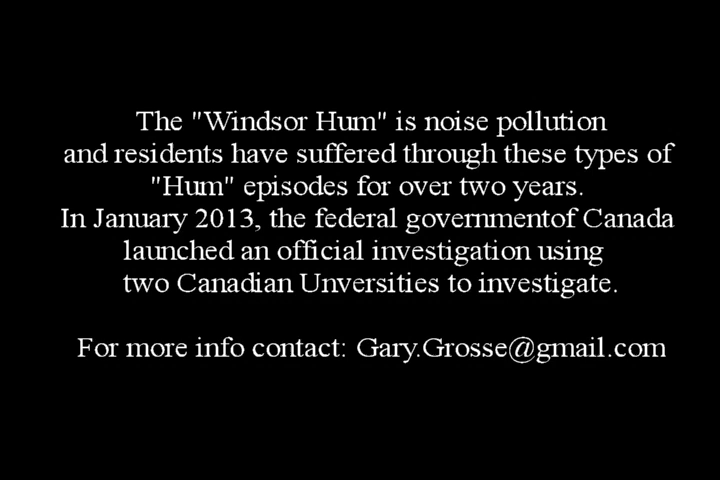 The "Windsor Hum" is noise pollution
and residents have suffered through these types of
"Hum" episodes for over two years.
In January 2013, the federal governmentof Canada
launched an official investigation using
two Canadian Unversities to investigate.
For more info contact: Gary.Grosse@gmail.com